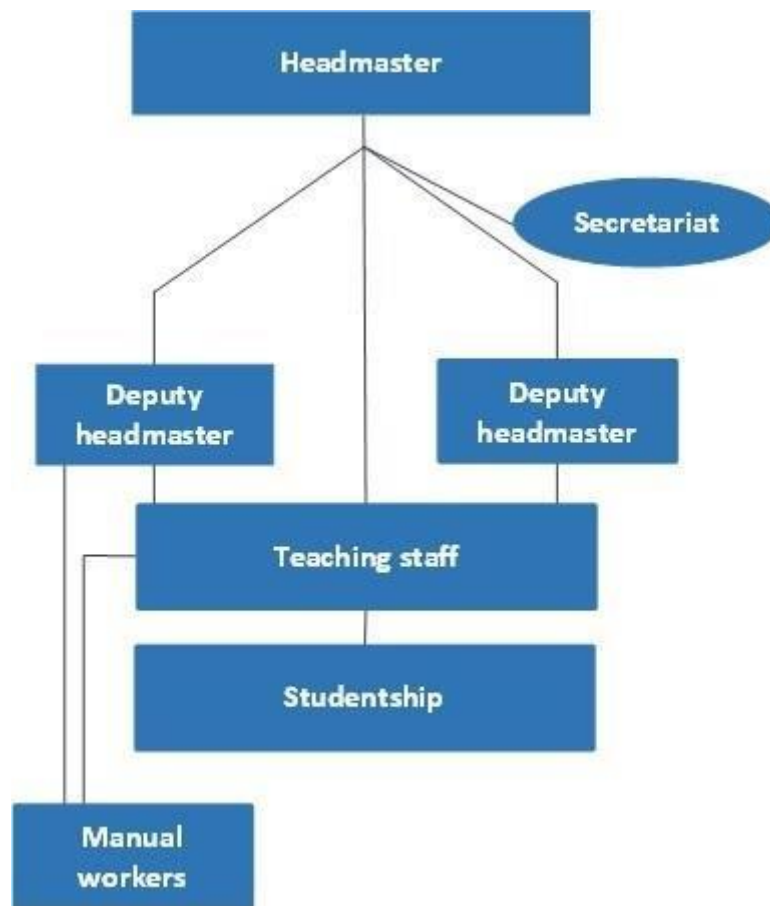 Headmaster
Secretariat
Deputy
headmaster
Deputy
headmaster
Teaching staff
Studentship
Manual
workers